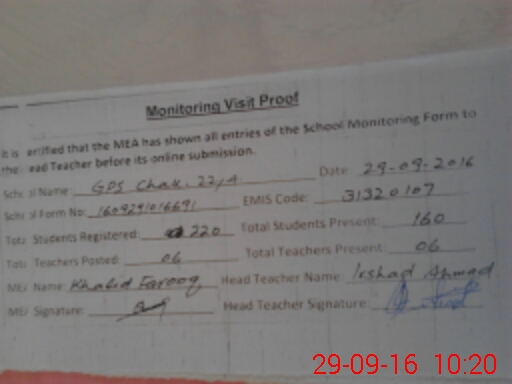 Monitoring Visit Proof
It is verified that the MEA has shown all entries of the School Monitoring Form to
the Head Teacher before its online submission.
School Name: GPS Chak. 22/A Date: 29-09-2016
School Form No: 160929101669 EMIS Code: 31320107
Total Students Registered: 220 Total Students Present: 160
Total Teachers Posted: 06 Total Teachers Present: 06
MEA Name: Khalid Farooq Head Teacher Name: Irshad Ahmad
MEA Signature: Head Teacher Signature
29-09-16 10:20